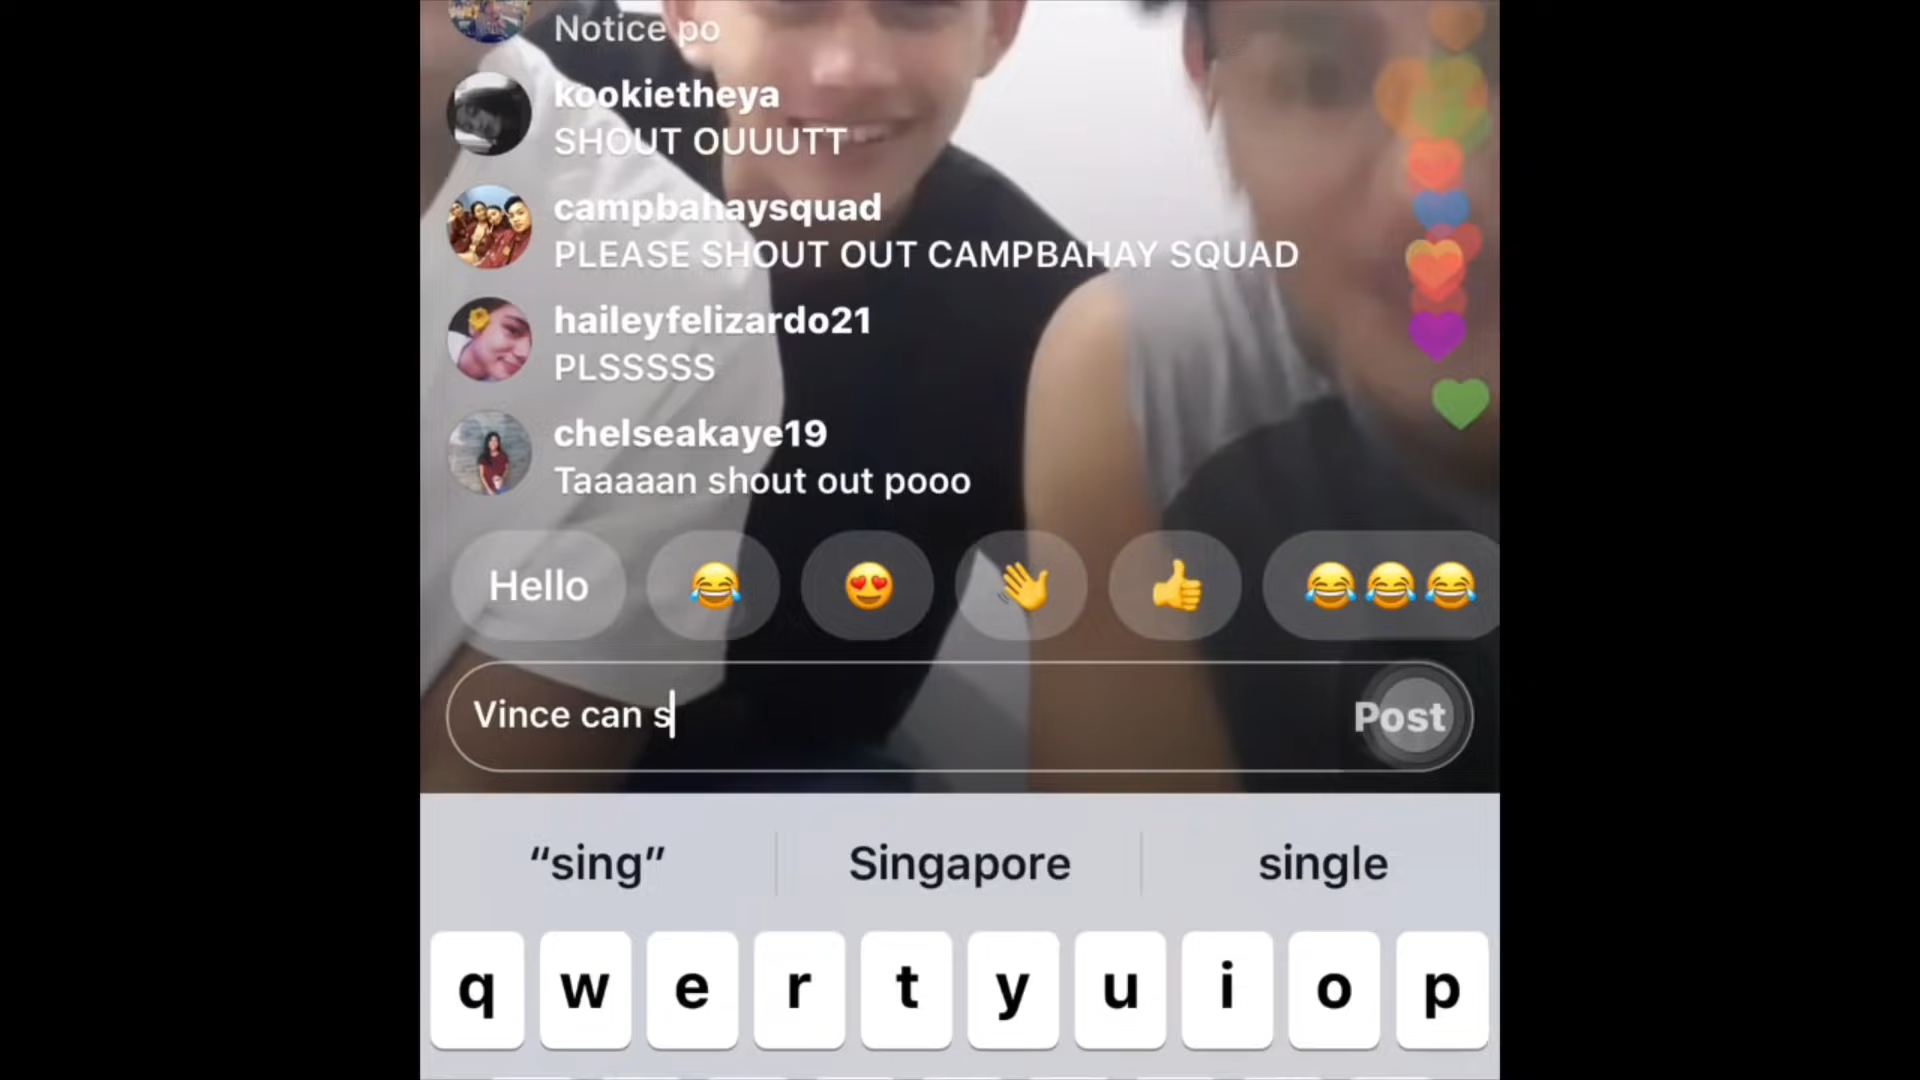 Notice po
kookietheya
SHOUT OUUUTT
campbahaysquad
PLEASE SHOUT OUT CAMPBAHAY SQUAD
haileyfelizardo21
PLSSSSS
chelseakaye19
Taaaaan shout out pooo
Hello
Vince can s
Post
“sing” Singapore single
q w e r t y u i o p